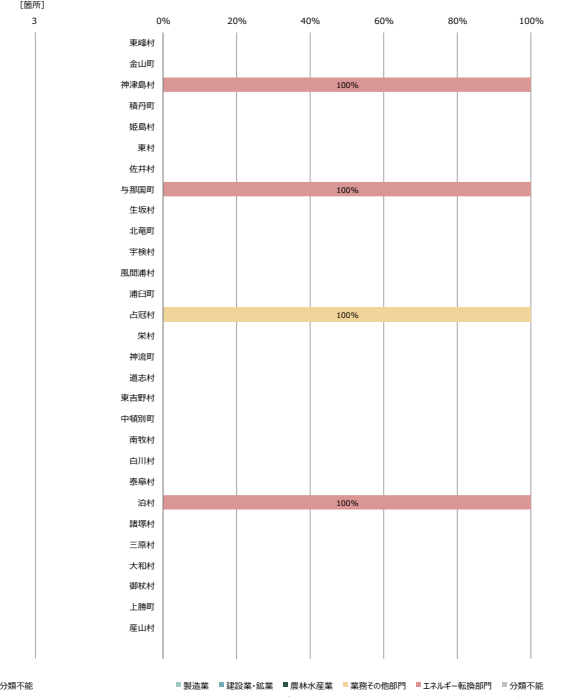 [箇所]
3 0% 20% 40% 60% 80% 100%
東峰村
金山町
神津島村 100%
積丹町
姫島村
東村
佐井村
与那国町 100%
生坂村
北竜町
宇検村
風間浦村
浦臼町
占冠村 100%
栄村
神流町
道志村
東吉野村
中頓別町
南牧村
白川村
泰阜村
泊村 100%
諸塚村
三原村
大和村
御杖村
上勝町
産山村
分類不能 製造業 建設業・鉱業 農林水産業 業務その他部門 エネルギー転換部門 分類不能